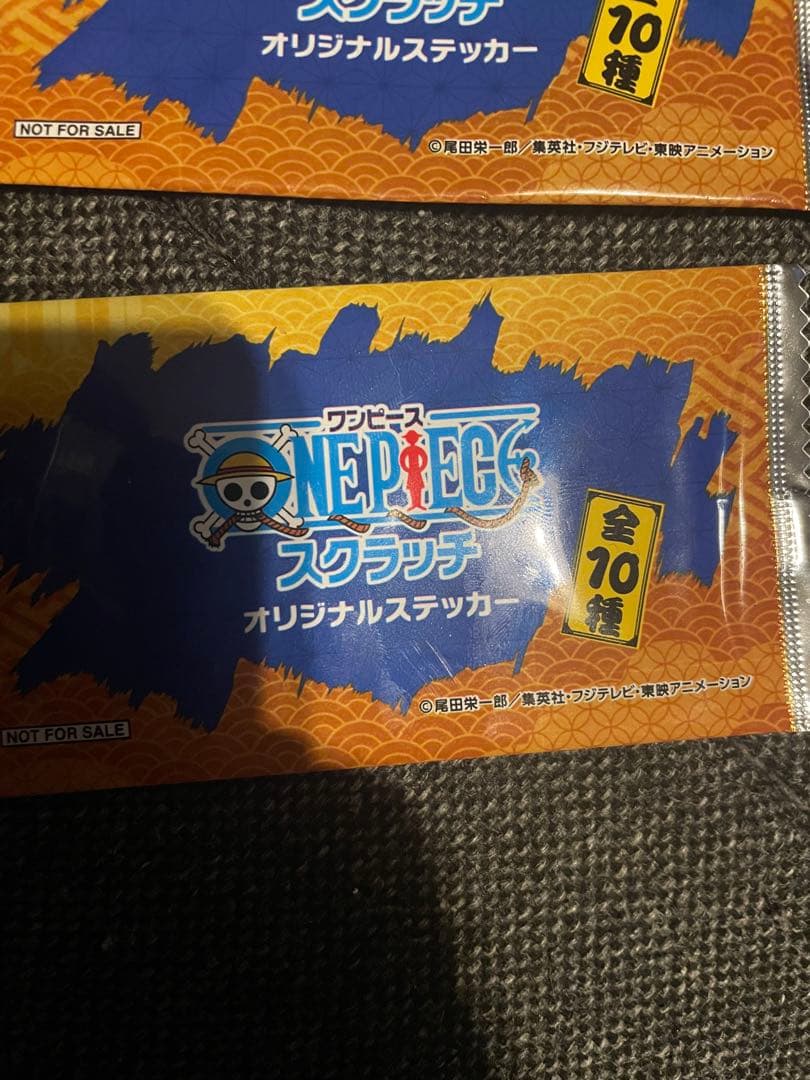 スクラッチ
オリジナルステッカー
10種
NOT FOR SALE
©尾田栄一郎/集英社・フジテレビ・東映アニメーション
ワンピース
ONE PIECE
スクラッチ
オリジナルステッカー
全10種
©尾田栄一郎/集英社・フジテレビ・東映アニメーション
NOT FOR SALE